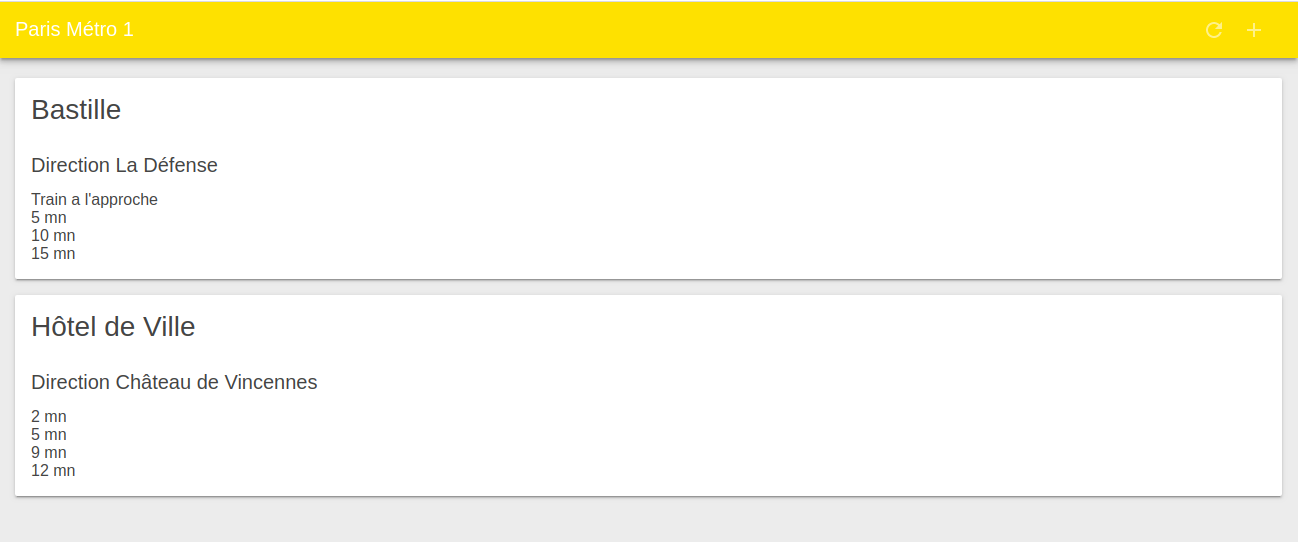 Paris Métro 1
Bastille
Direction La Défense
Train a l'approche
5 mn
10 mn
15 mn
Hôtel de Ville
Direction Château de Vincennes
2 mn
5 mn
9 mn
12 mn